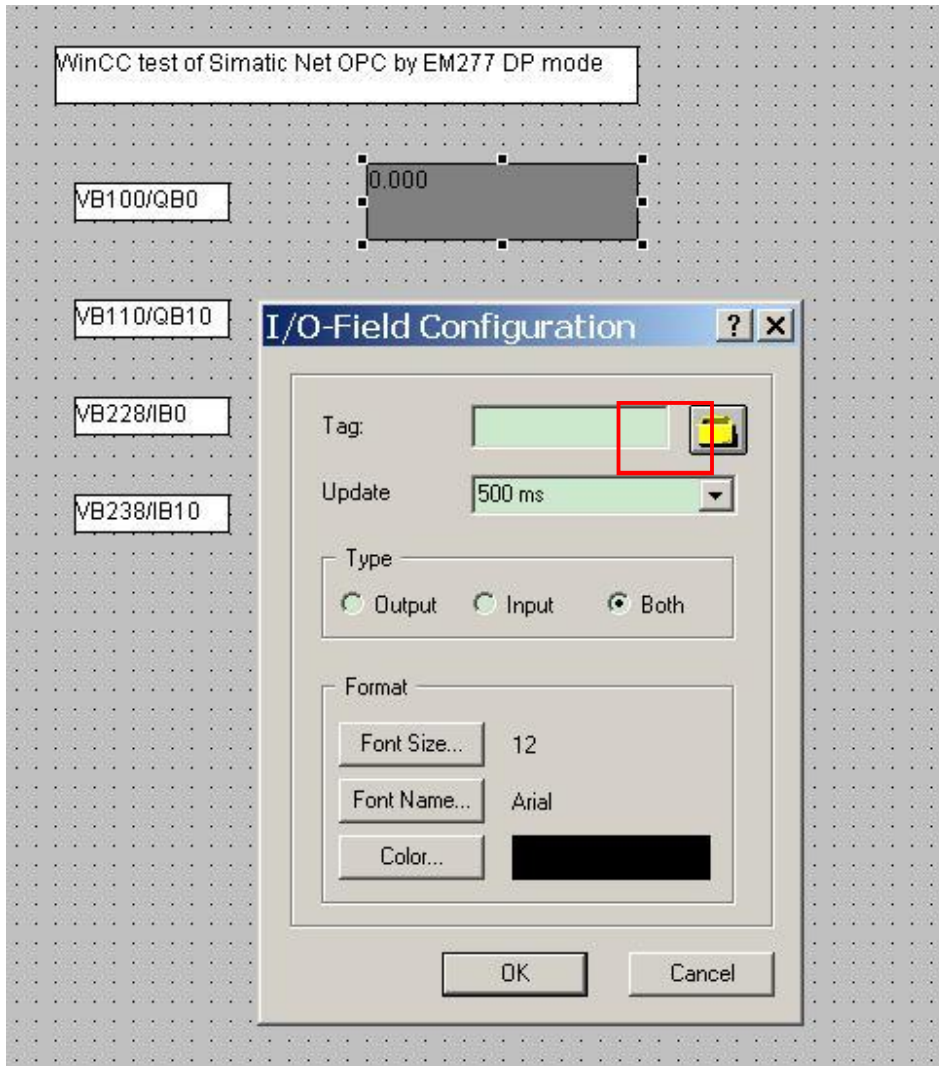 WinCC test of Simatic Net OPC by EM277 DP mode
0.000
VB100/QB0
VB110/QB10
VB228/IB0
VB238/IB10
I/O-Field Configuration
Tag:
Update
500 ms
Type
Output
Input
Both
Format
Font Size...
12
Font Name...
Arial
Color...
OK
Cancel